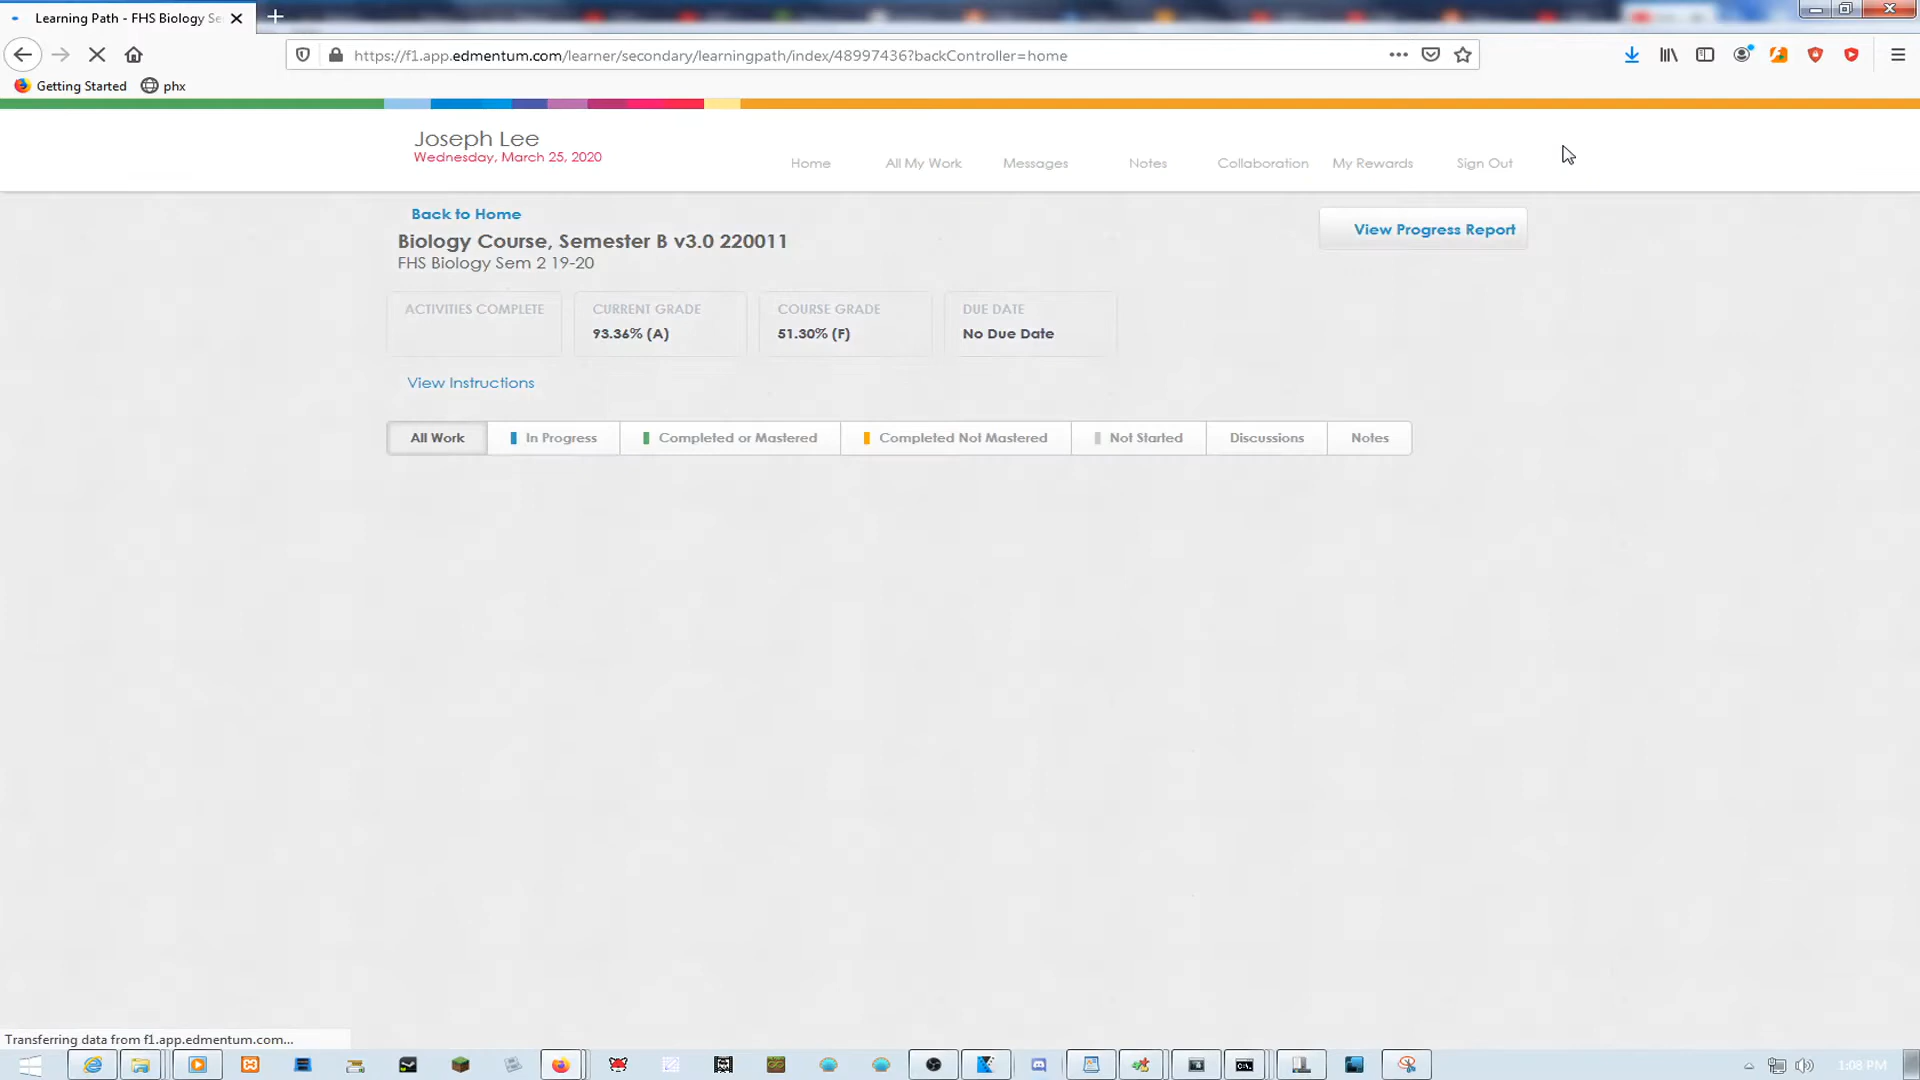 Learning Path - FHS Biology Se
https://f1.app.edmentum.com/learner/secondary/learningpath/index/48997436?backController=home
Getting Started phx
Joseph Lee
Wednesday, March 25, 2020
Home All My Work Messages Notes Collaboration My Rewards Sign Out
Back to Home
View Progress Report
Biology Course, Semester B v3.0 220011
FHS Biology Sem 2 19-20
ACTIVITIES COMPLETE CURRENT GRADE COURSE GRADE DUE DATE
93.36% (A) 51.30% (F) No Due Date
View Instructions
All Work In Progress Completed or Mastered Completed Not Mastered Not Started Discussions Notes
Transferring data from f1.app.edmentum.com...
1:08 PM